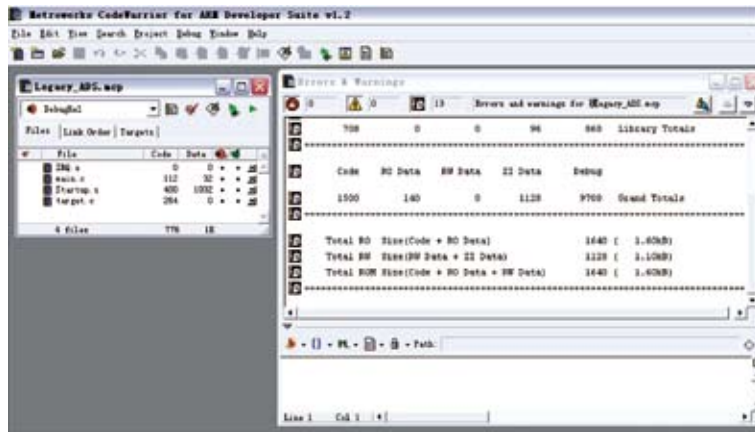 Metrowerks CodeWarrior for ARM Developer Suite v1.2
File Edit View Search Project Debug Window Help
Legacy_ADS.mcp
DebugRel
Files Link Order Targets
File Code Data
IRQ.s 0 0
main.c 112 32
Startup.s 400 1032
target.c 264 0
4 files 776 1K
Errors & Warnings
0 0 13 Errors and warnings for Legacy_ADS.mcp
708 0 0 96 860 Library Totals
Code RO Data RW Data ZI Data Debug
1500 140 0 1128 9708 Grand Totals
Total RO Size(Code + RO Data) 1640 ( 1.60kB)
Total RW Size(RW Data + ZI Data) 1128 ( 1.10kB)
Total ROM Size(Code + RO Data + RW Data) 1640 ( 1.60kB)
Path:
Line 1 Col 1